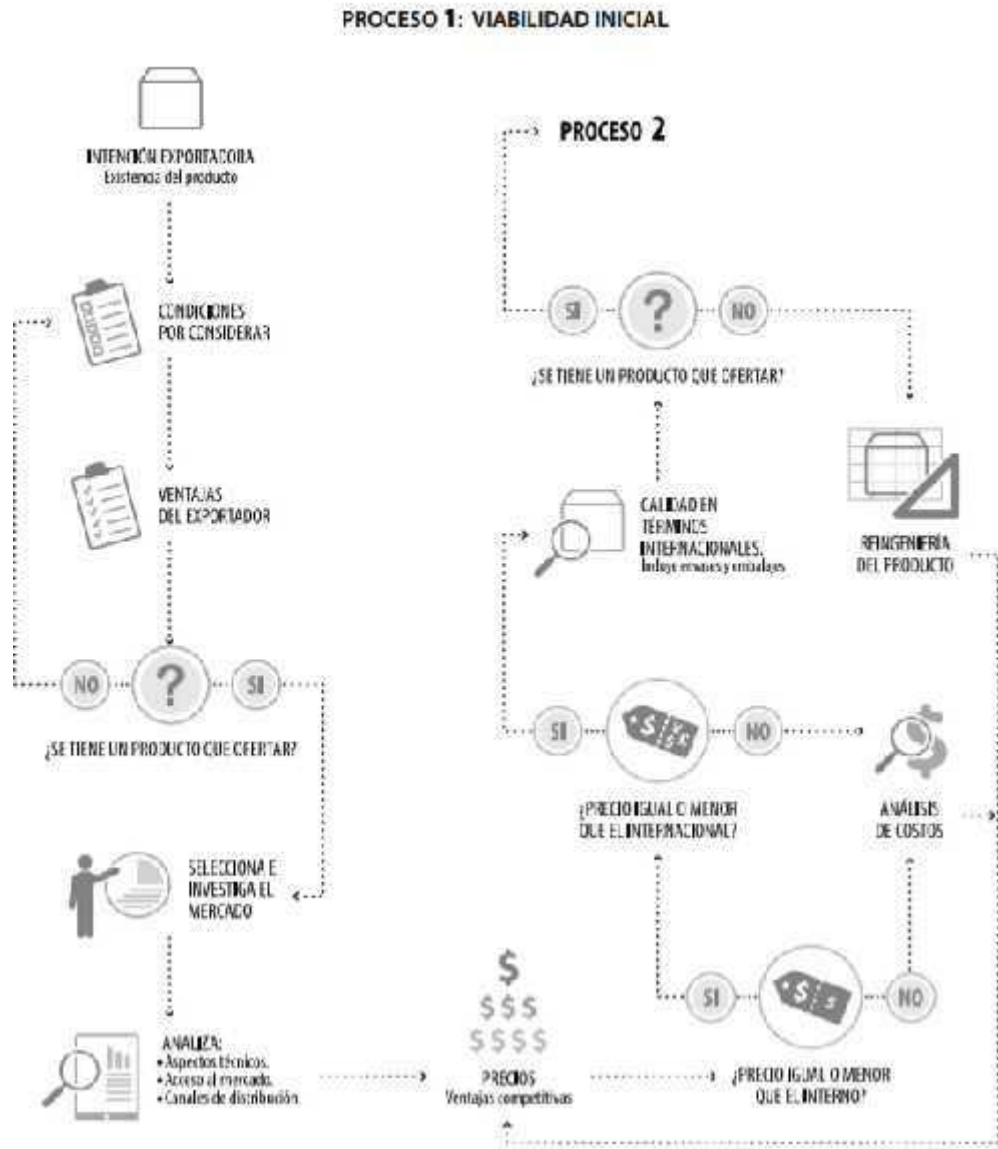 PROCESO 1: VIABILIDAD INICIAL
INTENCIÓN EXPORTADORA
Existencia del producto
CONDICIONES
POR CONSIDERAR
VENTAJAS
DEL EXPORTADOR
NO
?
SI
¿SE TIENE UN PRODUCTO QUE OFERTAR?
SELECCIONA E
INVESTIGA EL
MERCADO
ANALIZA:
• Aspectos técnicos.
• Acceso al mercado.
• Canales de distribución.
$
$$$
$$$$
PRECIOS
Ventajas competitivas
¿PRECIO IGUAL O MENOR
QUE EL INTERNO?
SI
$ $
NO
¿PRECIO IGUAL O MENOR
QUE EL INTERNACIONAL?
SI
NO
ANÁLISIS
DE COSTOS
CALIDAD EN
TÉRMINOS
INTERNACIONALES.
Incluye envases y embalajes
¿SE TIENE UN PRODUCTO QUE OFERTAR?
SI
?
NO
REINGENIERÍA
DEL PRODUCTO
PROCESO 2